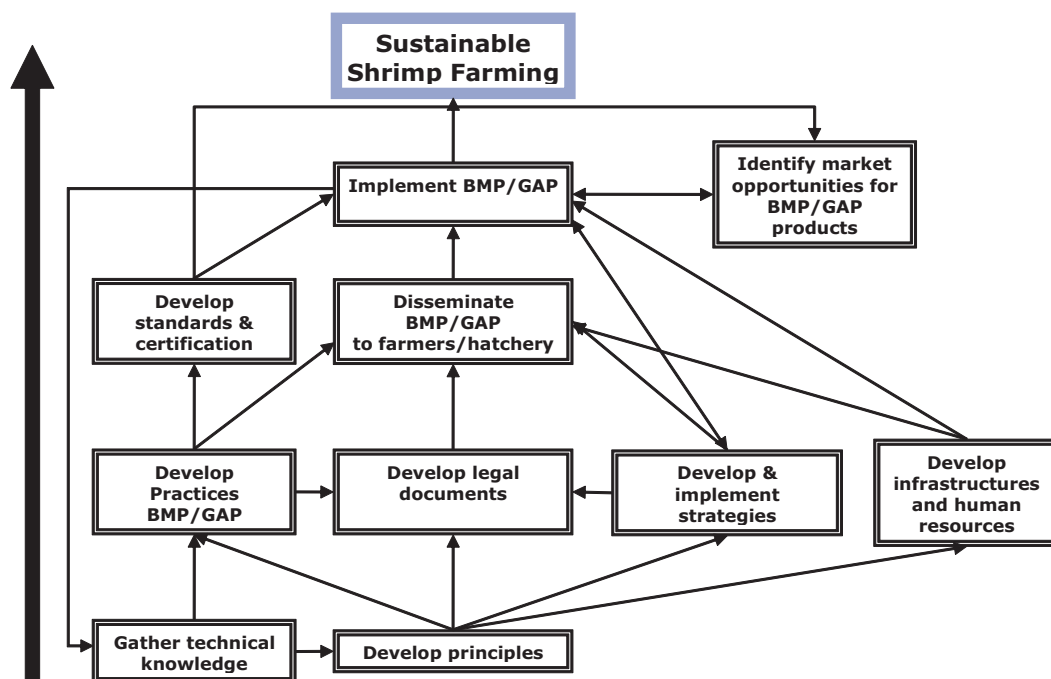 Sustainable
Shrimp Farming
Implement BMP/GAP
Identify market
opportunities for
BMP/GAP
products
Develop
standards &
certification
Disseminate
BMP/GAP
to farmers/hatchery
Develop
Practices
BMP/GAP
Develop legal
documents
Develop &
implement
strategies
Develop
infrastructures
and human
resources
Gather technical
knowledge
Develop principles